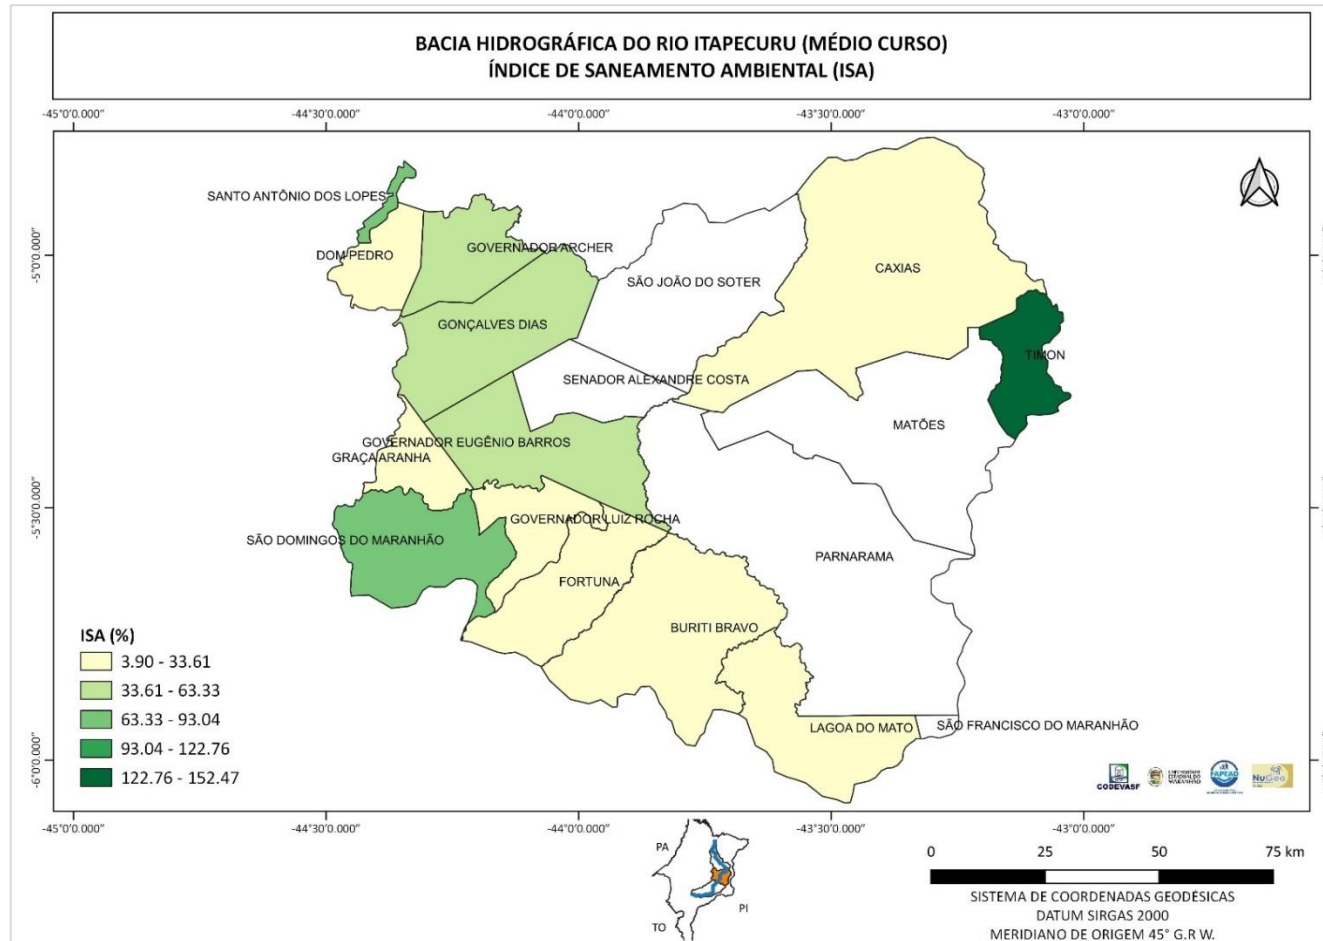 BACIA HIDROGRÁFICA DO RIO ITAPECURU (MÉDIO CURSO)
ÍNDICE DE SANEAMENTO AMBIENTAL (ISA)
-45°0'0.000"
-44°30'0.000"
-44°0'0.000"
-43°30'0.000"
-43°0'0.000"
SANTO ANTÔNIO DOS LOPES
DOM PEDRO
GOVERNADOR ARCHER
-5°0'0.000"
SÃO JOÃO DO SOTER
CAXIAS
GONÇALVES DIAS
TIMON
SENADOR ALEXANDRE COSTA
MATÕES
GOVERNADOR EUGÊNIO BARROS
GRAÇA ARANHA
-5°30'0.000"
GOVERNADOR LUIZ ROCHA
SÃO DOMINGOS DO MARANHÃO
PARNARAMA
FORTUNA
BURITI BRAVO
LAGOA DO MATO
SÃO FRANCISCO DO MARANHÃO
-6°0'0.000"
ISA (%)
3.90 - 33.61
33.61 - 63.33
63.33 - 93.04
93.04 - 122.76
122.76 - 152.47
CODEVASF
UNIVERSIDADE ESTADUAL DO MARANHÃO
FAPEAD
NuGeo
-45°0'0.000"
-44°30'0.000"
-44°0'0.000"
-43°30'0.000"
-43°0'0.000"
PA
PI
TO
0 25 50 75 km
SISTEMA DE COORDENADAS GEODÉSICAS
DATUM SIRGAS 2000
MERIDIANO DE ORIGEM 45° G.R W.